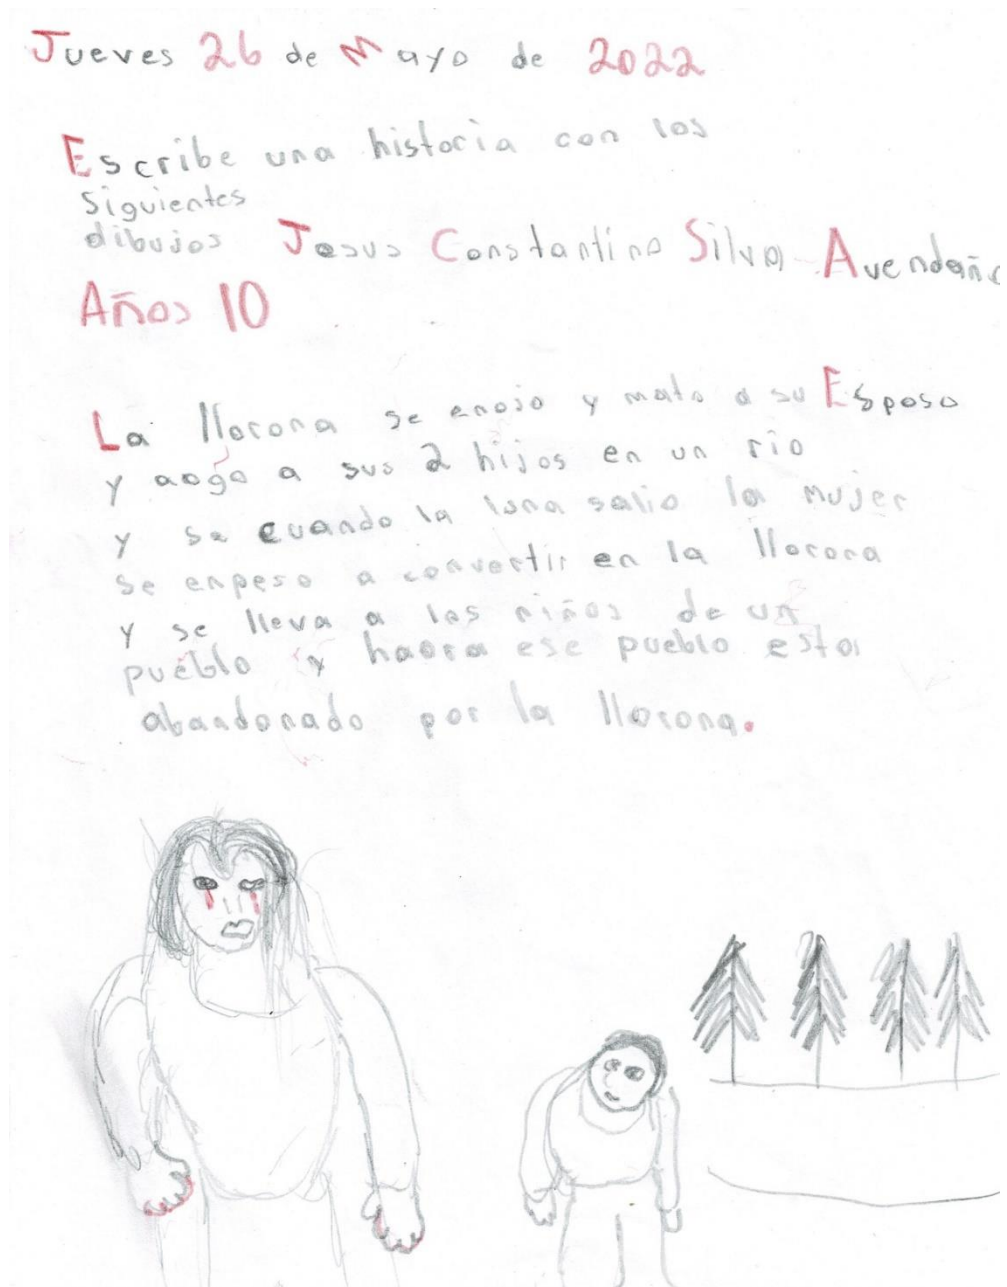 Jueves 26 de Mayo de 2022
Escribe una historia con los
siguientes
dibujos Jesus Constantino Silva Avendaño
Años 10
La llorona se enojo y mato a su Esposo
y aogo a sus 2 hijos en un rio
y se cuando la luna salio la mujer
se enpeso a convertir en la llorona
y se lleva a los niños de un
pueblo y haora ese pueblo esta
abandonado por la llorona.